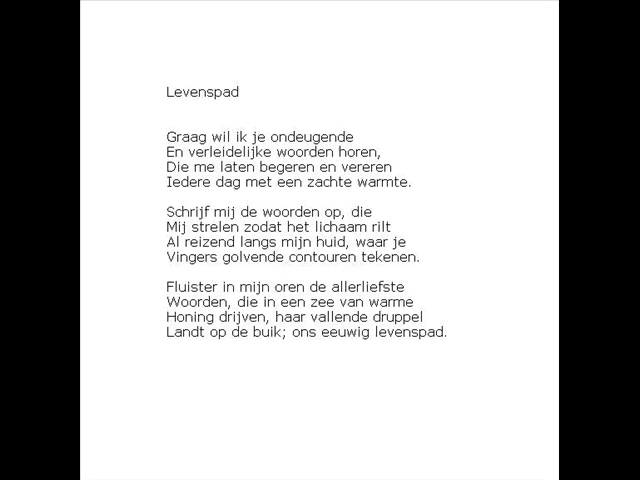 Levenspad
Graag wil ik je ondeugende
En verleidelijke woorden horen,
Die me laten begeren en vereren
Iedere dag met een zachte warmte.
Schrijf mij de woorden op, die
Mij strelen zodat het lichaam rilt
Al reizend langs mijn huid, waar je
Vingers golvende contouren tekenen.
Fluister in mijn oren de allerliefste
Woorden, die in een zee van warme
Honing drijven, haar vallende druppel
Landt op de buik; ons eeuwig levenspad.